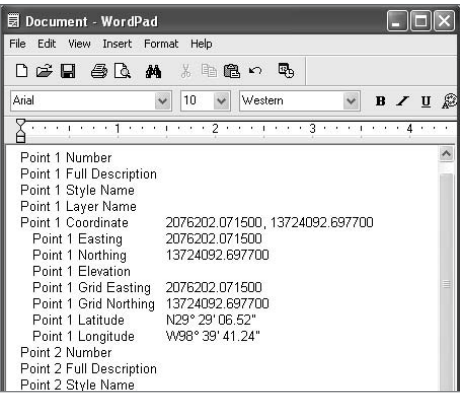 Document - WordPad
File Edit View Insert Format Help
Arial 10 Western B / U
1 2 3 4
Point 1 Number
Point 1 Full Description
Point 1 Style Name
Point 1 Layer Name
Point 1 Coordinate 2076202.071500, 13724092.697700
Point 1 Easting 2076202.071500
Point 1 Northing 13724092.697700
Point 1 Elevation
Point 1 Grid Easting 2076202.071500
Point 1 Grid Northing 13724092.697700
Point 1 Latitude N29° 29' 06.52"
Point 1 Longitude W98° 39' 41.24"
Point 2 Number
Point 2 Full Description
Point 2 Style Name